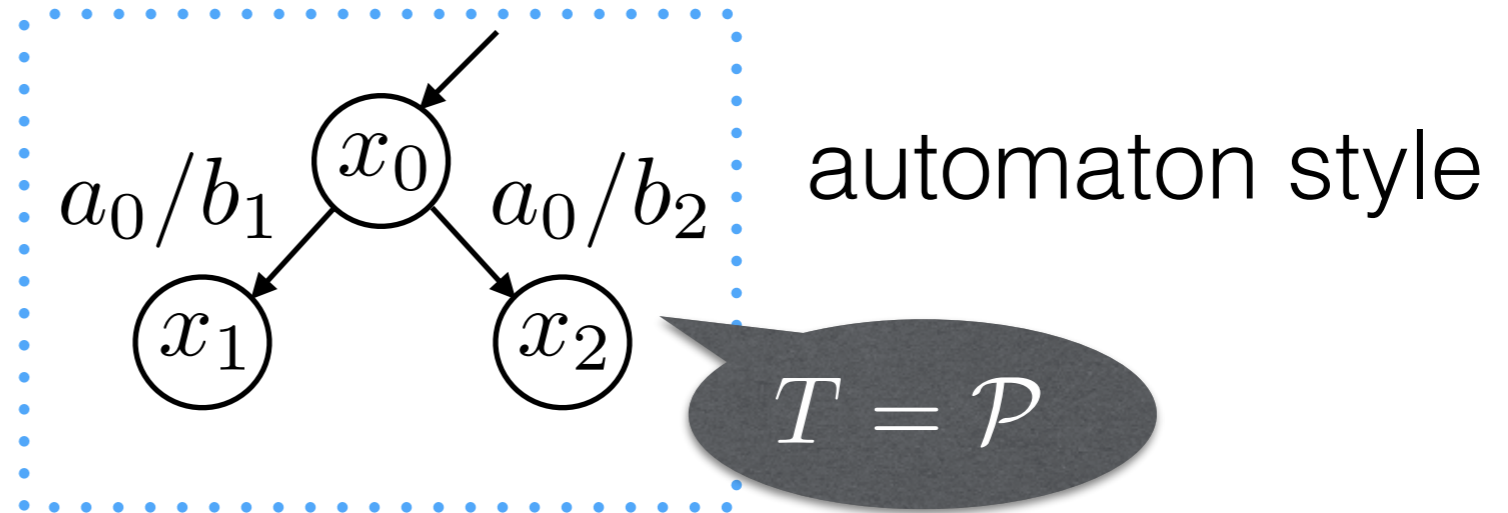 x₀
a₀/b₁
a₀/b₂
automaton style
x₁
x₂
T = 𝒫